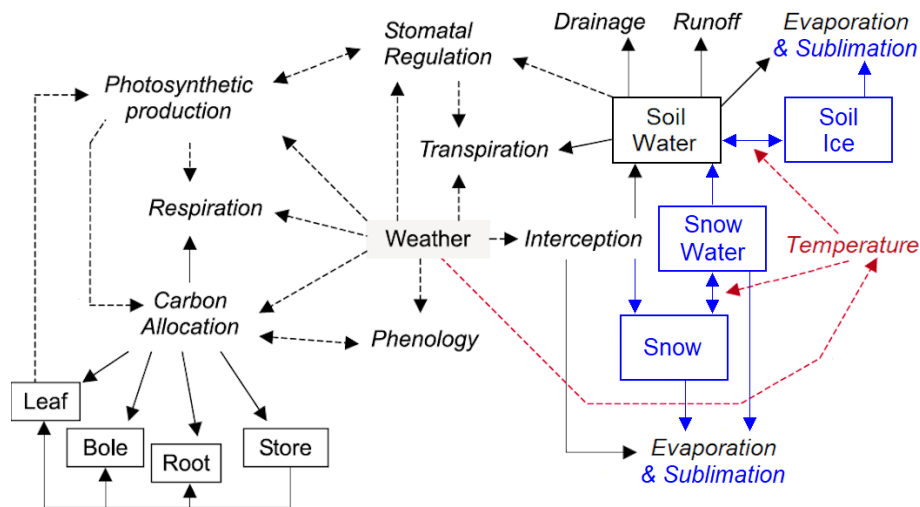 Drainage
Runoff
Evaporation
& Sublimation
Stomatal
Regulation
Photosynthetic
production
Soil
Water
Soil
Ice
Transpiration
Respiration
Weather
Interception
Snow
Water
Temperature
Carbon
Allocation
Phenology
Snow
Leaf
Bole
Root
Store
Evaporation
& Sublimation